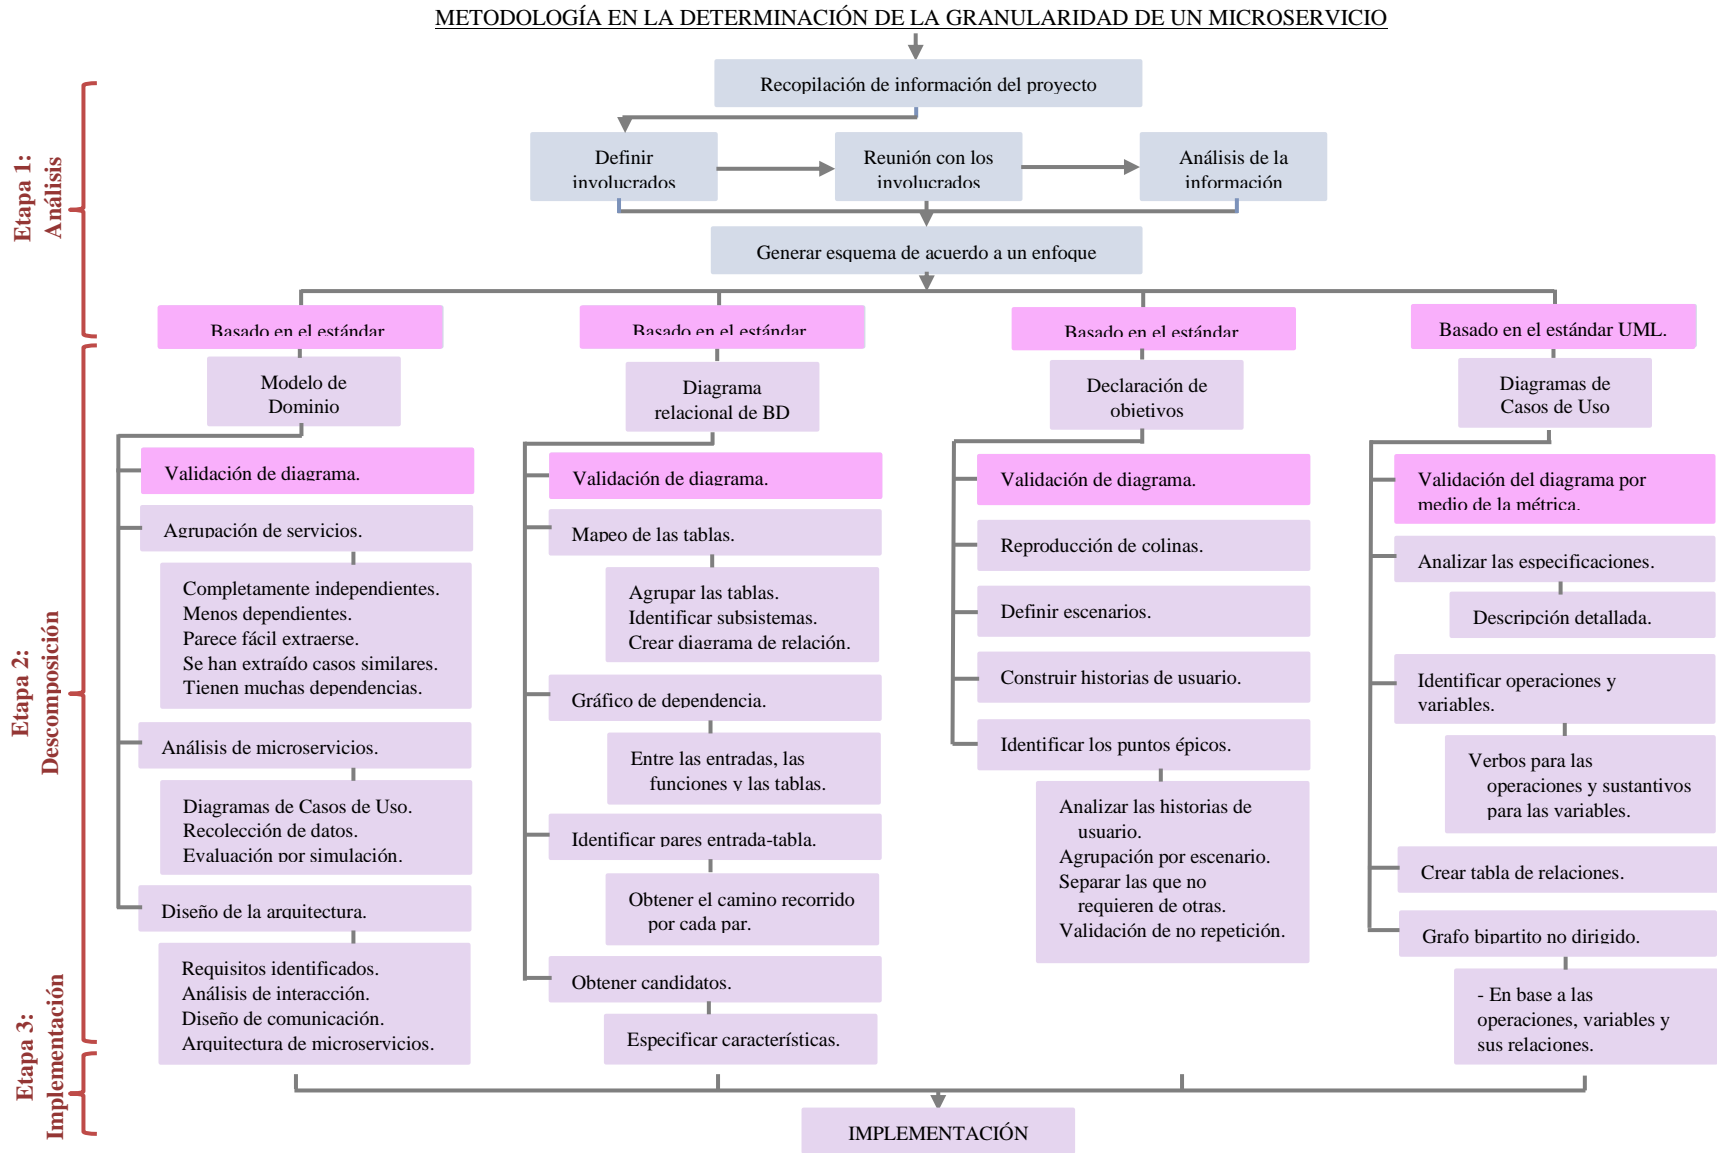 METODOLOGÍA EN LA DETERMINACIÓN DE LA GRANULARIDAD DE UN MICROSERVICIO
Etapa 1:
Análisis
Recopilación de información del proyecto
Definir
involucrados
Reunión con los
involucrados
Análisis de la
información
Generar esquema de acuerdo a un enfoque
Etapa 2:
Descomposición
Basado en el estándar
Modelo de
Dominio
Validación de diagrama.
Agrupación de servicios.
Completamente independientes.
Menos dependientes.
Parece fácil extraerse.
Se han extraído casos similares.
Tienen muchas dependencias.
Análisis de microservicios.
Diagramas de Casos de Uso.
Recolección de datos.
Evaluación por simulación.
Diseño de la arquitectura.
Requisitos identificados.
Análisis de interacción.
Diseño de comunicación.
Arquitectura de microservicios.
Basado en el estándar
Diagrama
relacional de BD
Validación de diagrama.
Mapeo de las tablas.
Agrupar las tablas.
Identificar subsistemas.
Crear diagrama de relación.
Gráfico de dependencia.
Entre las entradas, las
funciones y las tablas.
Identificar pares entrada-tabla.
Obtener el camino recorrido
por cada par.
Obtener candidatos.
Especificar características.
Basado en el estándar
Declaración de
objetivos
Validación de diagrama.
Reproducción de colinas.
Definir escenarios.
Construir historias de usuario.
Identificar los puntos épicos.
Analizar las historias de
usuario.
Agrupación por escenario.
Separar las que no
requieren de otras.
Validación de no repetición.
Basado en el estándar UML.
Diagramas de
Casos de Uso
Validación del diagrama por
medio de la métrica.
Analizar las especificaciones.
Descripción detallada.
Identificar operaciones y
variables.
Verbos para las
operaciones y sustantivos
para las variables.
Crear tabla de relaciones.
Grafo bipartito no dirigido.
- En base a las
operaciones, variables y
sus relaciones.
Etapa 3:
Implementación
IMPLEMENTACIÓN